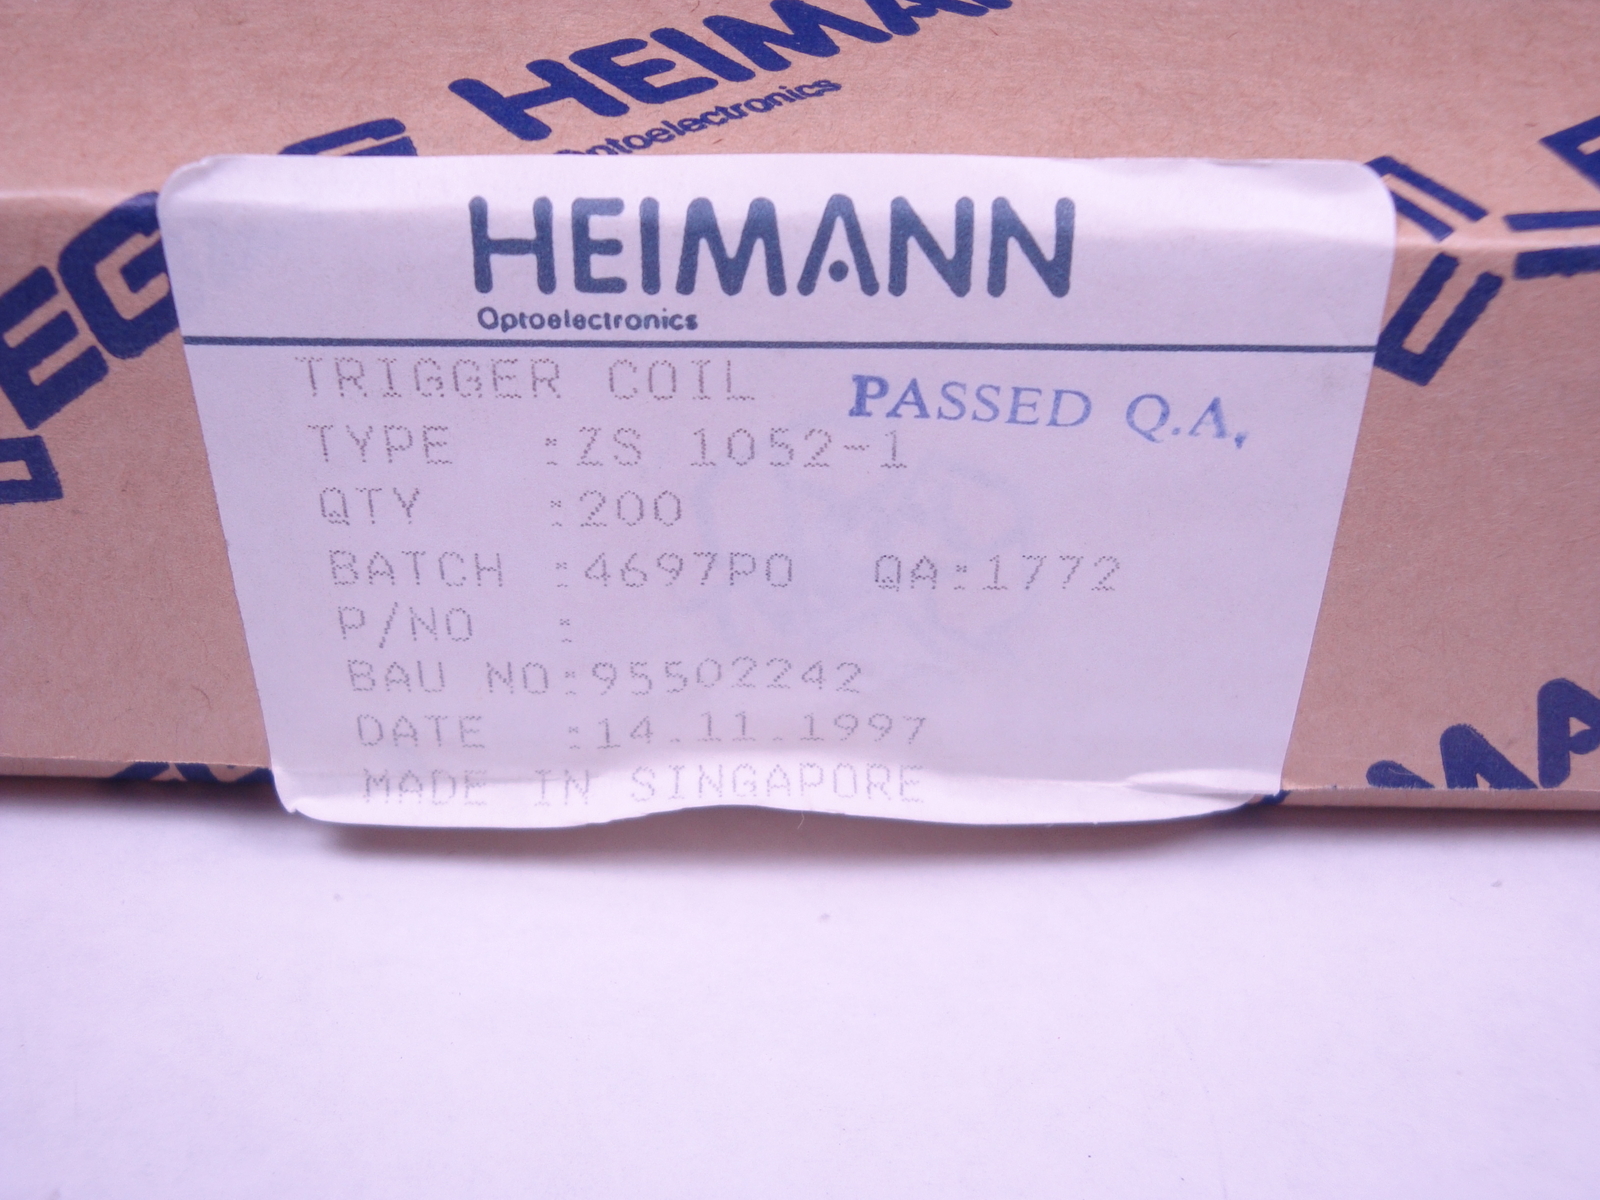 HEIMANN
Optoelectronics
HEIMANN
Optoelectronics
TRIGGER COIL
PASSED Q.A.
TYPE :ZS 1052-1
QTY :200
BATCH :4697PO QA:1772
P/NO :
BAU NO:95502242
DATE :14.11.1997
MADE IN SINGAPORE